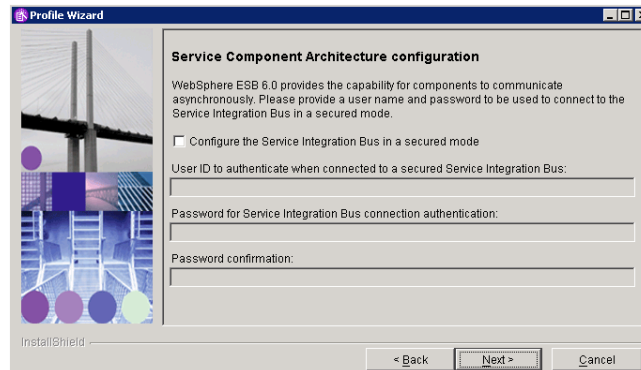 Profile Wizard
Service Component Architecture configuration
WebSphere ESB 6.0 provides the capability for components to communicate
asynchronously. Please provide a user name and password to be used to connect to the
Service Integration Bus in a secured mode.
Configure the Service Integration Bus in a secured mode
User ID to authenticate when connected to a secured Service Integration Bus:
Password for Service Integration Bus connection authentication:
Password confirmation:
InstallShield
< Back Next > Cancel